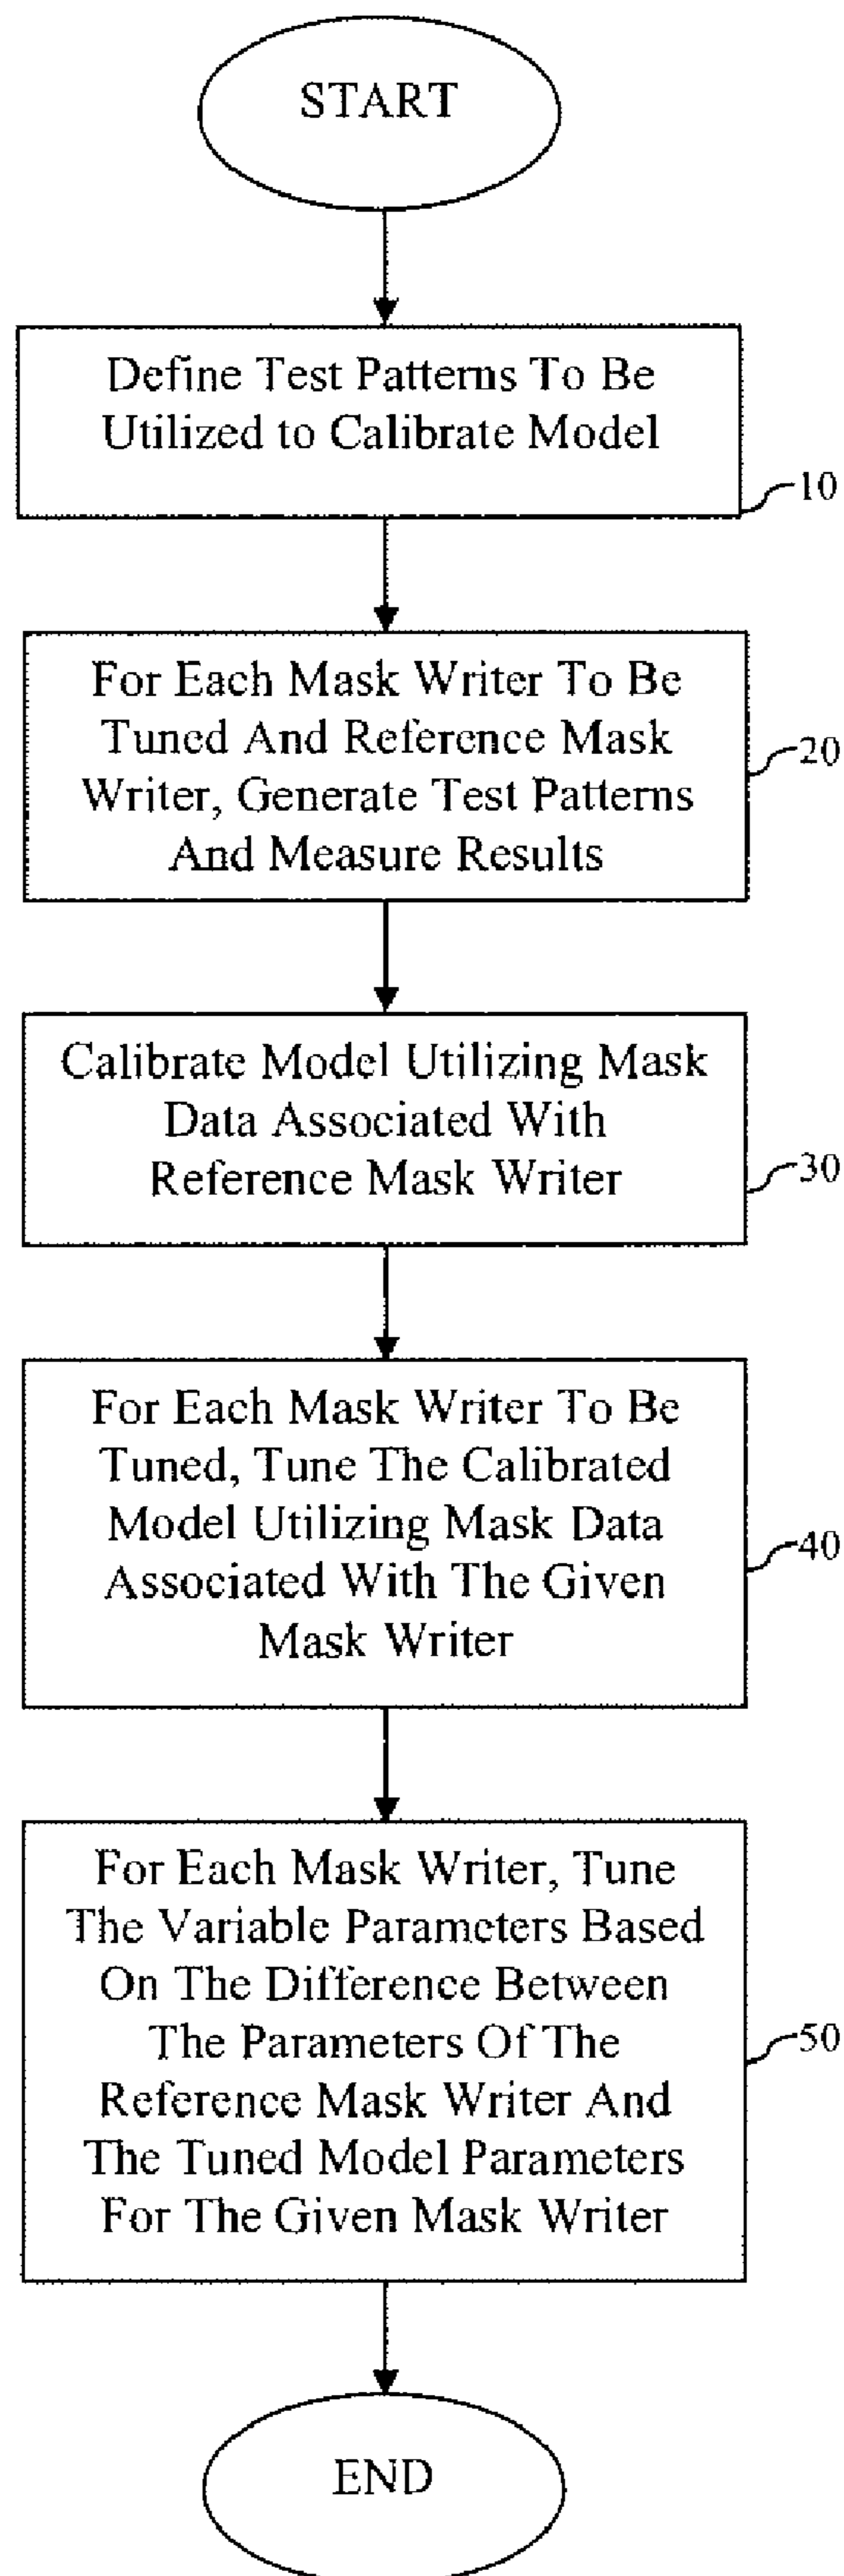 START
Define Test Patterns To Be
Utilized to Calibrate Model
10
For Each Mask Writer To Be
Tuned And Reference Mask
Writer, Generate Test Patterns
And Measure Results
20
Calibrate Model Utilizing Mask
Data Associated With
Reference Mask Writer
30
For Each Mask Writer To Be
Tuned, Tune The Calibrated
Model Utilizing Mask Data
Associated With The Given
Mask Writer
40
For Each Mask Writer, Tune
The Variable Parameters Based
On The Difference Between
The Parameters Of The
Reference Mask Writer And
The Tuned Model Parameters
For The Given Mask Writer
50
END